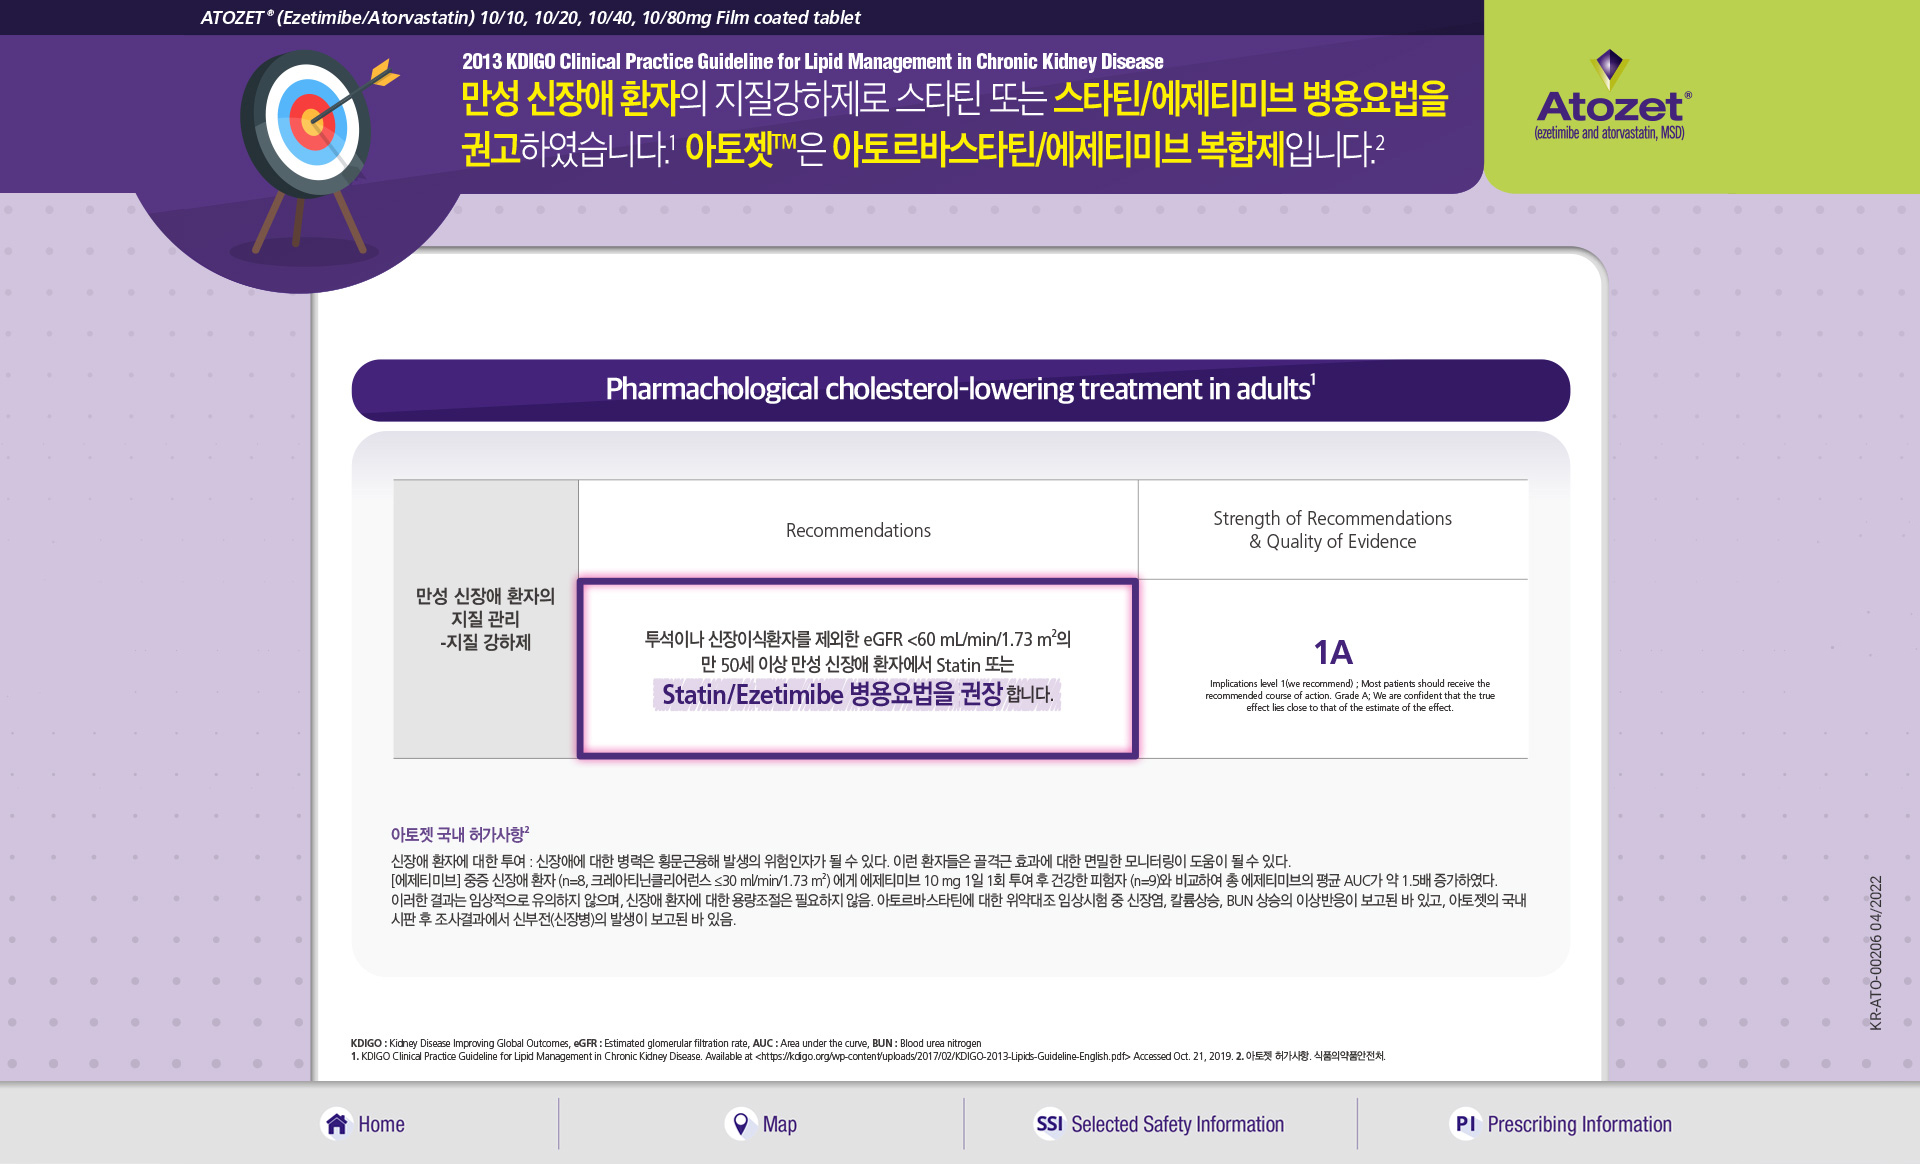 ATOZET® (Ezetimibe/Atorvastatin) 10/10, 10/20, 10/40, 10/80mg Film coated tablet
2013 KDIGO Clinical Practice Guideline for Lipid Management in Chronic Kidney Disease
만성 신장애 환자의 지질강하제로 스타틴 또는 스타틴/에제티미브 병용요법을
권고하였습니다.¹ 아토젯™은 아토르바스타틴/에제티미브 복합제입니다.²
Atozet®
(ezetimibe and atorvastatin, MSD)
Pharmachological cholesterol-lowering treatment in adults¹
Recommendations
Strength of Recommendations
& Quality of Evidence
만성 신장애 환자의
지질 관리
-지질 강하제
투석이나 신장이식환자를 제외한 eGFR <60 mL/min/1.73 m²의
만 50세 이상 만성 신장애 환자에서 Statin 또는
Statin/Ezetimibe 병용요법을 권장 합니다.
1A
Implications level 1(we recommend) ; Most patients should receive the
recommended course of action. Grade A; We are confident that the true
effect lies close to that of the estimate of the effect.
아토젯 국내 허가사항²
신장애 환자에 대한 투여 : 신장애에 대한 병력은 횡문근융해 발생의 위험인자가 될 수 있다. 이런 환자들은 골격근 효과에 대한 면밀한 모니터링이 도움이 될 수 있다.
[에제티미브] 중증 신장애 환자 (n=8, 크레아티닌클리어런스 ≤30 ml/min/1.73 m²) 에게 에제티미브 10 mg 1일 1회 투여 후 건강한 피험자 (n=9)와 비교하여 총 에제티미브의 평균 AUC가 약 1.5배 증가하였다.
이러한 결과는 임상적으로 유의하지 않으며, 신장애 환자에 대한 용량조절은 필요하지 않음. 아토르바스타틴에 대한 위약대조 임상시험 중 신장염, 칼륨상승, BUN 상승의 이상반응이 보고된 바 있고, 아토젯의 국내
시판 후 조사결과에서 신부전(신장병)의 발생이 보고된 바 있음.
KDIGO : Kidney Disease Improving Global Outcomes, eGFR : Estimated glomerular filtration rate, AUC : Area under the curve, BUN : Blood urea nitrogen
1. KDIGO Clinical Practice Guideline for Lipid Management in Chronic Kidney Disease. Available at <https://kdigo.org/wp-content/uploads/2017/02/KDIGO-2013-Lipids-Guideline-English.pdf> Accessed Oct. 21, 2019. 2. 아토젯 허가사항. 식품의약품안전처.
KR-ATO-00206 04/2022
Home
Map
SSI Selected Safety Information
PI Prescribing Information